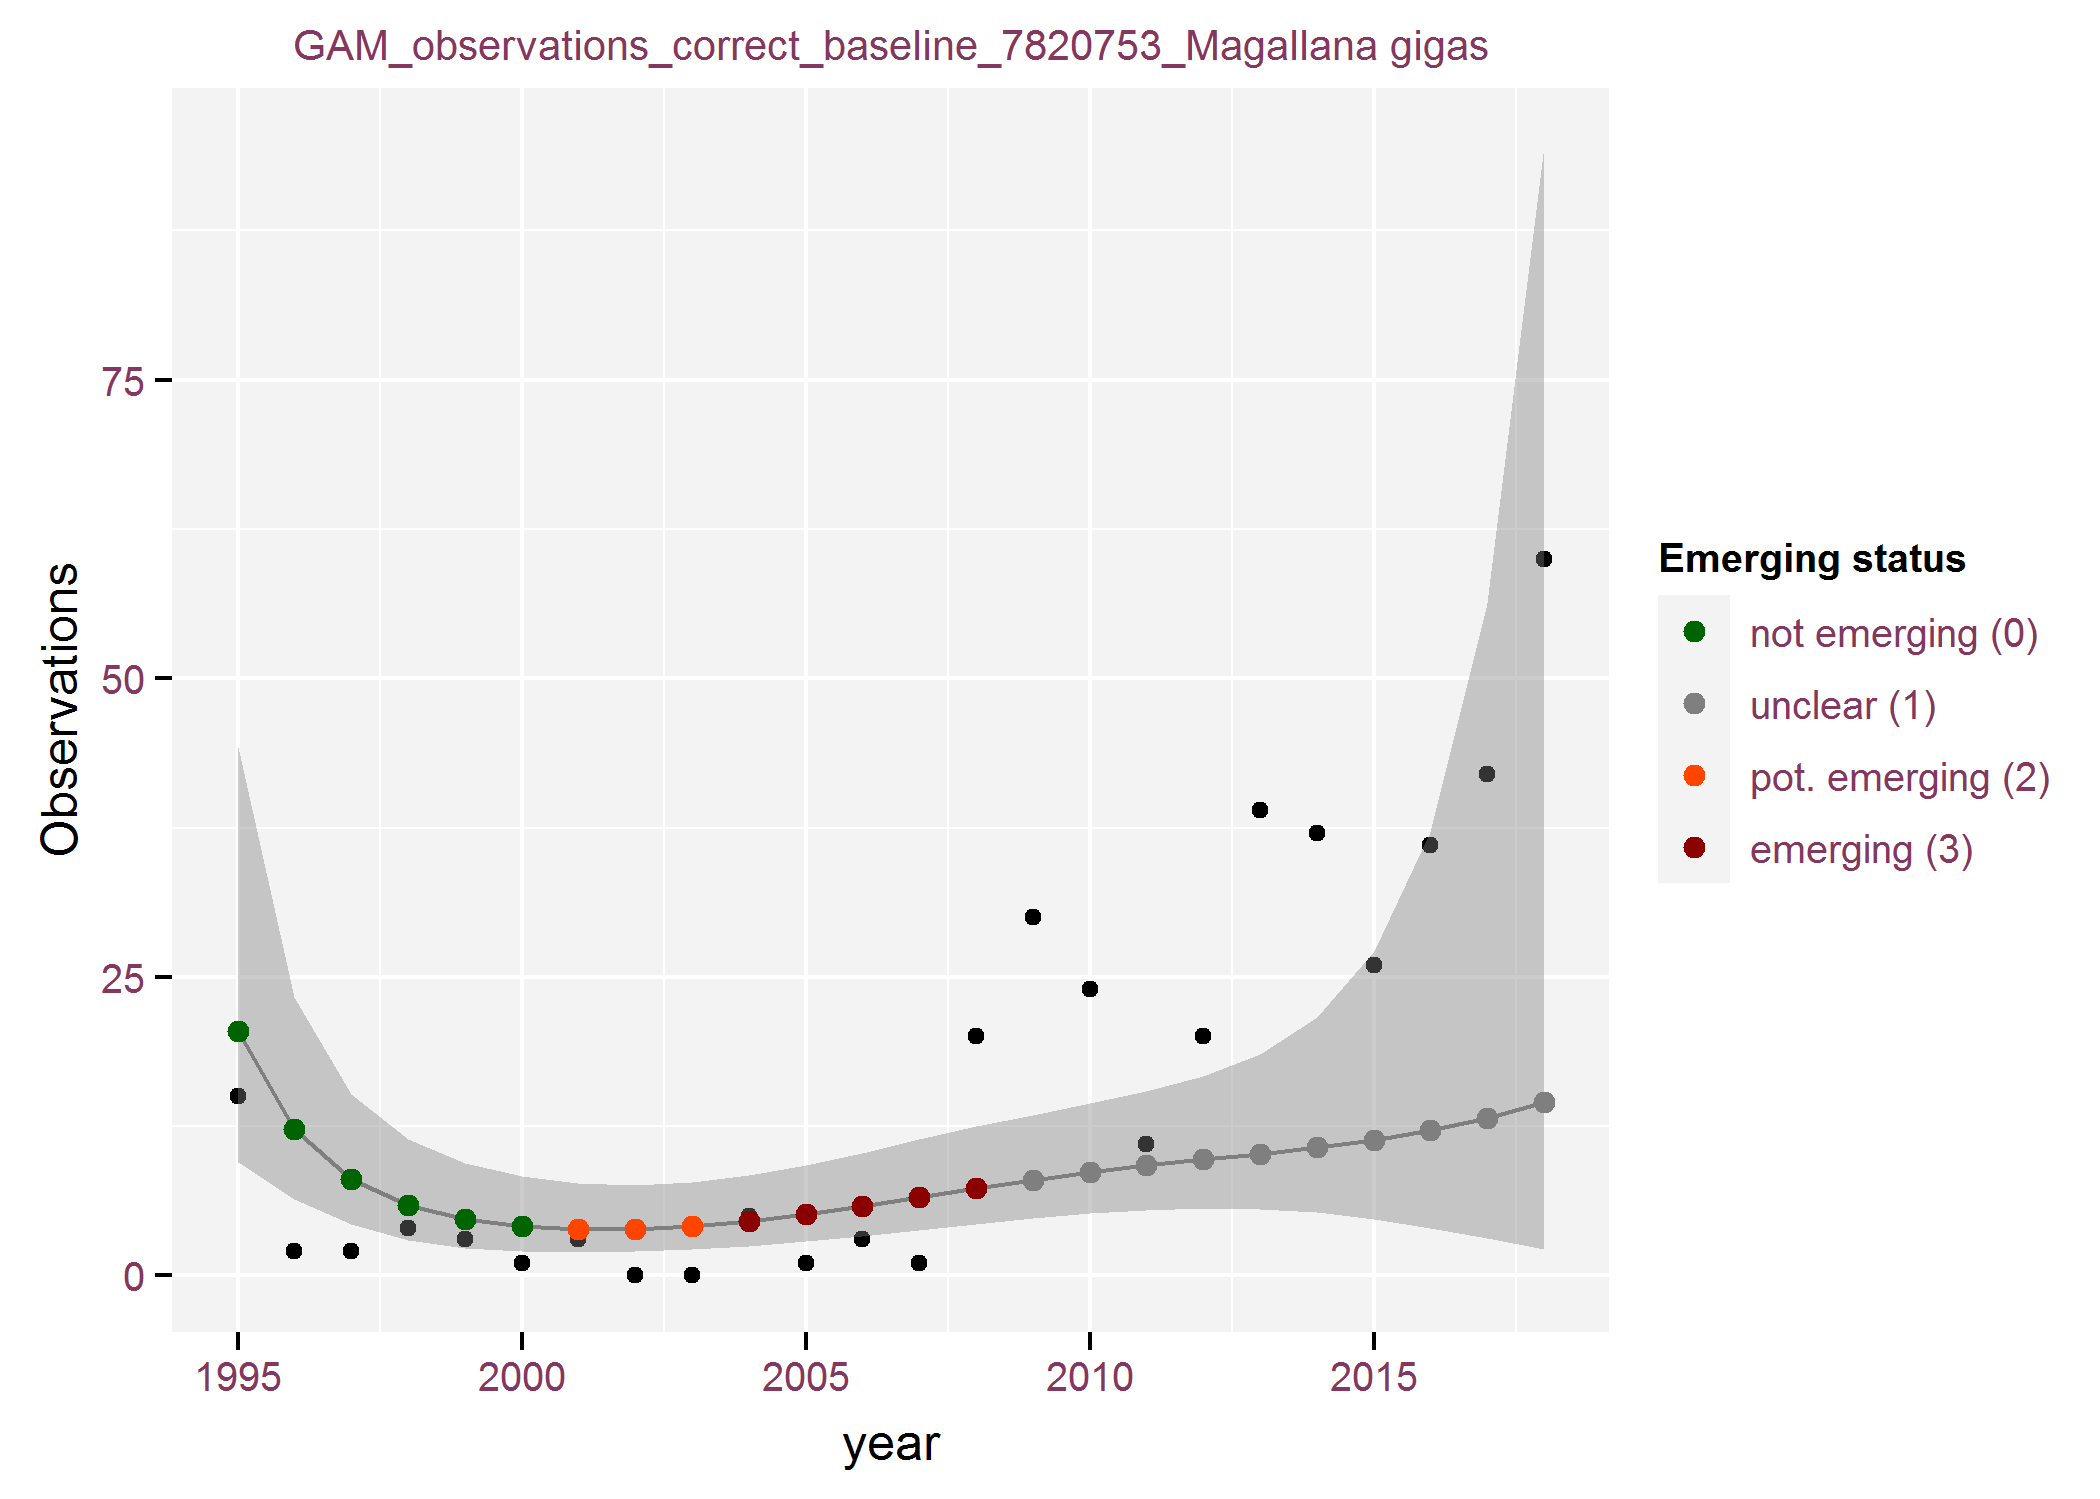 GAM_observations_correct_baseline_7820753_Magallana gigas
Observations
75
50
25
0
1995 2000 2005 2010 2015
year
Emerging status
not emerging (0)
unclear (1)
pot. emerging (2)
emerging (3)